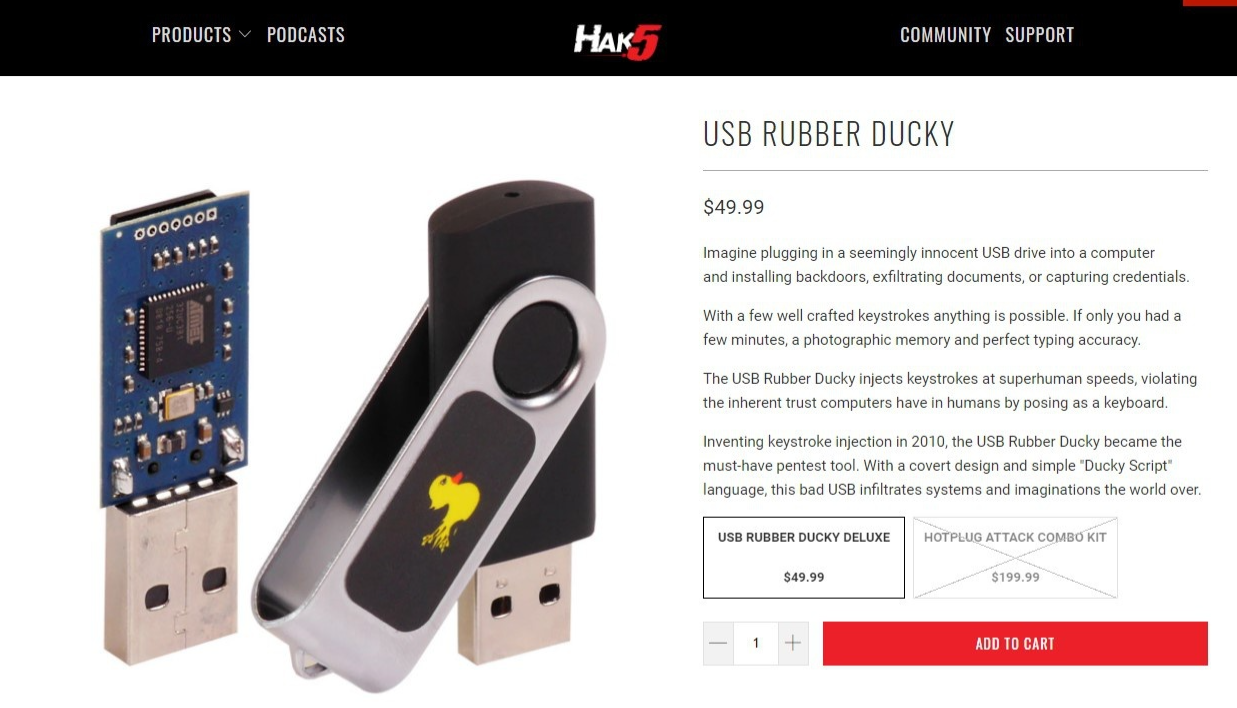 PRODUCTS PODCASTS
HAK5
COMMUNITY SUPPORT
USB RUBBER DUCKY
$49.99
Imagine plugging in a seemingly innocent USB drive into a computer
and installing backdoors, exfiltrating documents, or capturing credentials.
With a few well crafted keystrokes anything is possible. If only you had a
few minutes, a photographic memory and perfect typing accuracy.
The USB Rubber Ducky injects keystrokes at superhuman speeds, violating
the inherent trust computers have in humans by posing as a keyboard.
Inventing keystroke injection in 2010, the USB Rubber Ducky became the
must-have pentest tool. With a covert design and simple "Ducky Script"
language, this bad USB infiltrates systems and imaginations the world over.
USB RUBBER DUCKY DELUXE
$49.99
HOTPLUG ATTACK COMBO KIT
$199.99
1
ADD TO CART
ATMEL